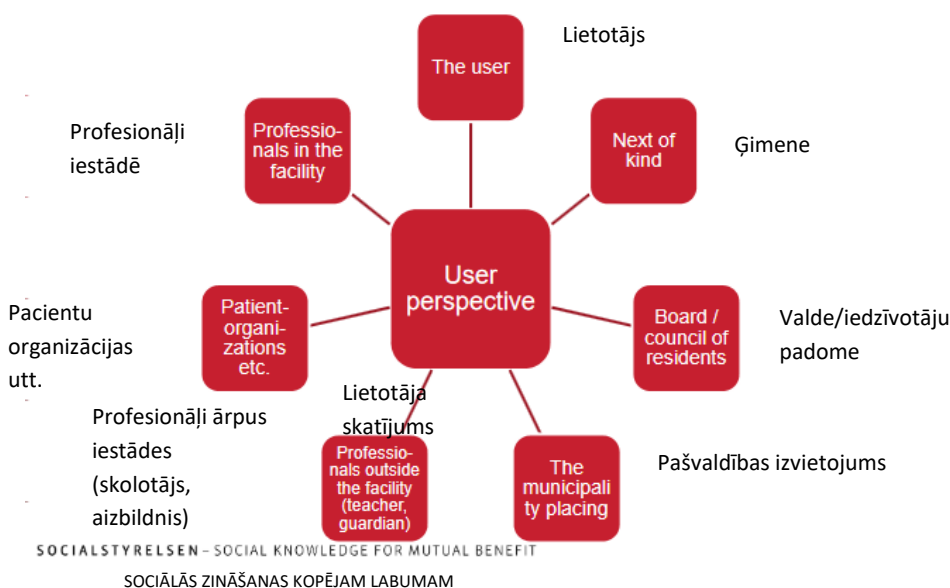 Lietotājs
The user
Profesionāļi
iestādē
Professio-
nals in the
facility
Next of
kind
Ģimene
User
perspective
Pacientu
organizācijas
utt.
Patient-
organi-
zations
etc.
Board /
council of
residents
Valde/iedzīvotāju
padome
Lietotāja
skatījums
Profesionāļi ārpus
iestādes
(skolotājs,
aizbildnis)
Professio-
nals outside
the facility
(teacher,
guardian)
The
municipali
ty placing
Pašvaldības izvietojums
SOCIALSTYRELSEN – SOCIAL KNOWLEDGE FOR MUTUAL BENEFIT
SOCIĀLĀS ZINĀŠANAS KOPĒJAM LABUMAM